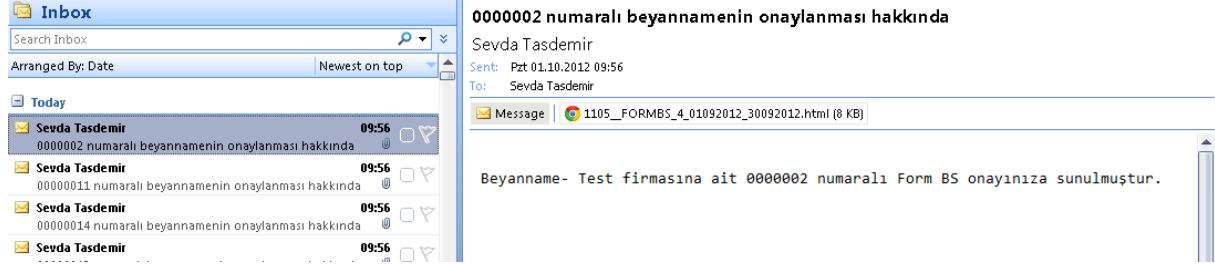 Inbox
Search Inbox
Arranged By: Date Newest on top
Today
Sevda Tasdemir 09:56
0000002 numaralı beyannamenin onaylanması hakkında
Sevda Tasdemir 09:56
00000011 numaralı beyannamenin onaylanması hakkında
Sevda Tasdemir 09:56
00000014 numaralı beyannamenin onaylanması hakkında
Sevda Tasdemir 09:56
0000002 numaralı beyannamenin onaylanması hakkında
Sevda Tasdemir
Sent: Pzt 01.10.2012 09:56
To: Sevda Tasdemir
Message 1105__FORMBS_4_01092012_30092012.html (8 KB)
Beyanname- Test firmasına ait 0000002 numaralı Form BS onayınıza sunulmuştur.